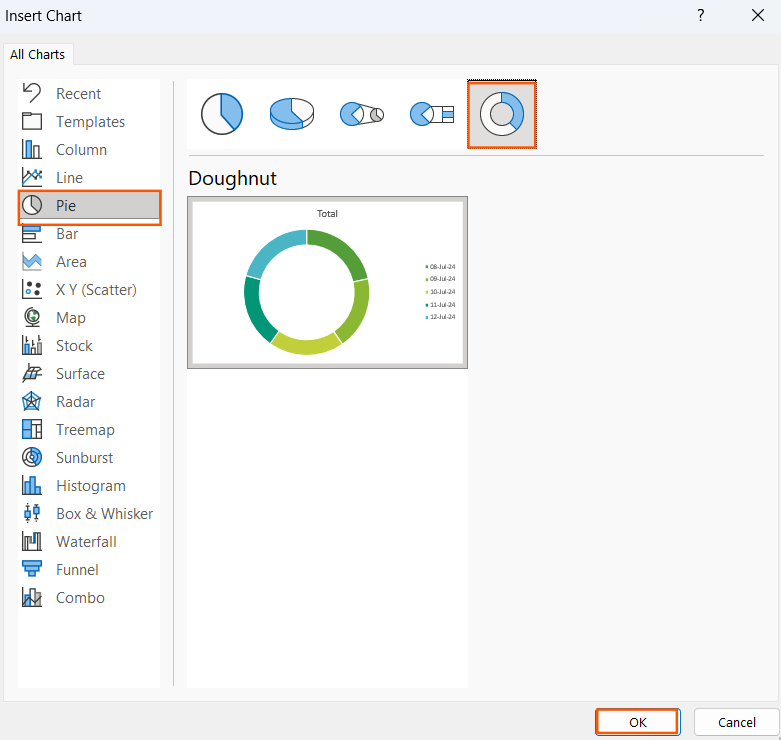 Insert Chart
?
All Charts
Recent
Templates
Column
Line
Pie
Bar
Area
X Y (Scatter)
Map
Stock
Surface
Radar
Treemap
Sunburst
Histogram
Box & Whisker
Waterfall
Funnel
Combo
Doughnut
Total
08-Jul-24
09-Jul-24
10-Jul-24
11-Jul-24
12-Jul-24
OK
Cancel